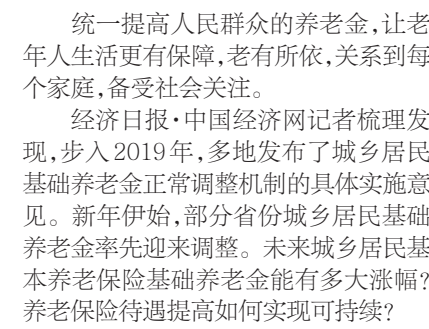 统一提高人民群众的养老金,让老
年人生活更有保障,老有所依,关系到每
个家庭,备受社会关注。
经济日报·中国经济网记者梳理发
现,步入2019年,多地发布了城乡居民
基础养老金正常调整机制的具体实施意
见。新年伊始,部分省份城乡居民基础
养老金率先迎来调整。未来城乡居民基
本养老保险基础养老金能有多大涨幅?
养老保险待遇提高如何实现可持续?